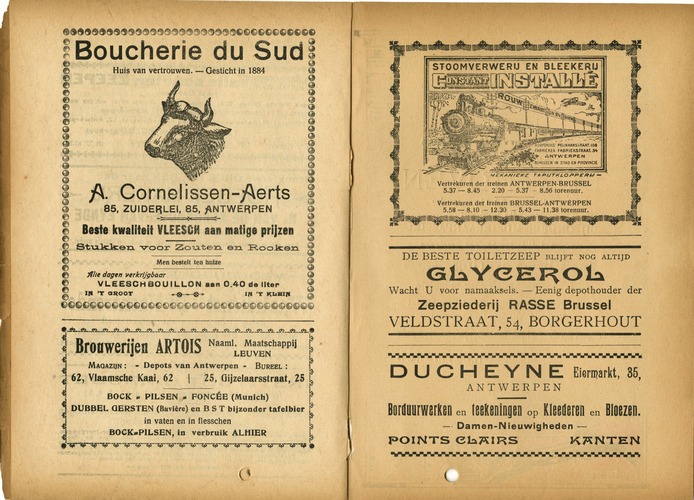 Boucherie du Sud
Huis van vertrouwen. — Gesticht in 1884
A. Cornelissen-Aerts
85, ZUIDERLEI, 85, ANTWERPEN
Beste kwaliteit VLEESCH aan matige prijzen
Stukken voor Zouten en Rooken
Men bestelt ten huize
Alle dagen verkrijgbaar
VLEESCHBOUILLON aan 0.40 de liter
IN 'T GROOT IN 'T KLEIN
Brouwerijen ARTOIS Naaml. Maatschappij
LEUVEN
MAGAZIJN: - Depots van Antwerpen - BUREEL:
62, Vlaamsche Kaai, 62 | 25, Gijzelaarsstraat, 25
BOCK - PILSEN - FONCÉE (Munich)
DUBBEL GERSTEN (Bavière) en B S T bijzonder tafelbier
in vaten en in flesschen
BOCK-PILSEN, in verbruik ALHIER
STOOMVERWERIJ EN BLEEKERIJ
CONSTANT INSTALLÉ
ROUW
ANTWERPEN
MEKANIEKE TAPIJTKLOPPERIJ
Vertrekuren der treinen ANTWERPEN-BRUSSEL
5.37 — 8.45 2.20 - 5.37 - 8.56 torenuur.
Vertrekuren der treinen BRUSSEL-ANTWERPEN
5.58 — 8.10 — 12.30 - 5.43 — 11.38 torenuur.
DE BESTE TOILETZEEP BLIJFT NOG ALTIJD
GLYCEROL
Wacht U voor namaaksels. — Eenig depothouder der
Zeepziederij RASSE Brussel
VELDSTRAAT, 54, BORGERHOUT
DUCHEYNE Eiermarkt, 35,
ANTWERPEN
Borduurwerken en teekeningen op Kleederen en Bloezen.
— Damen-Nieuwigheden —
POINTS CLAIRS KANTEN